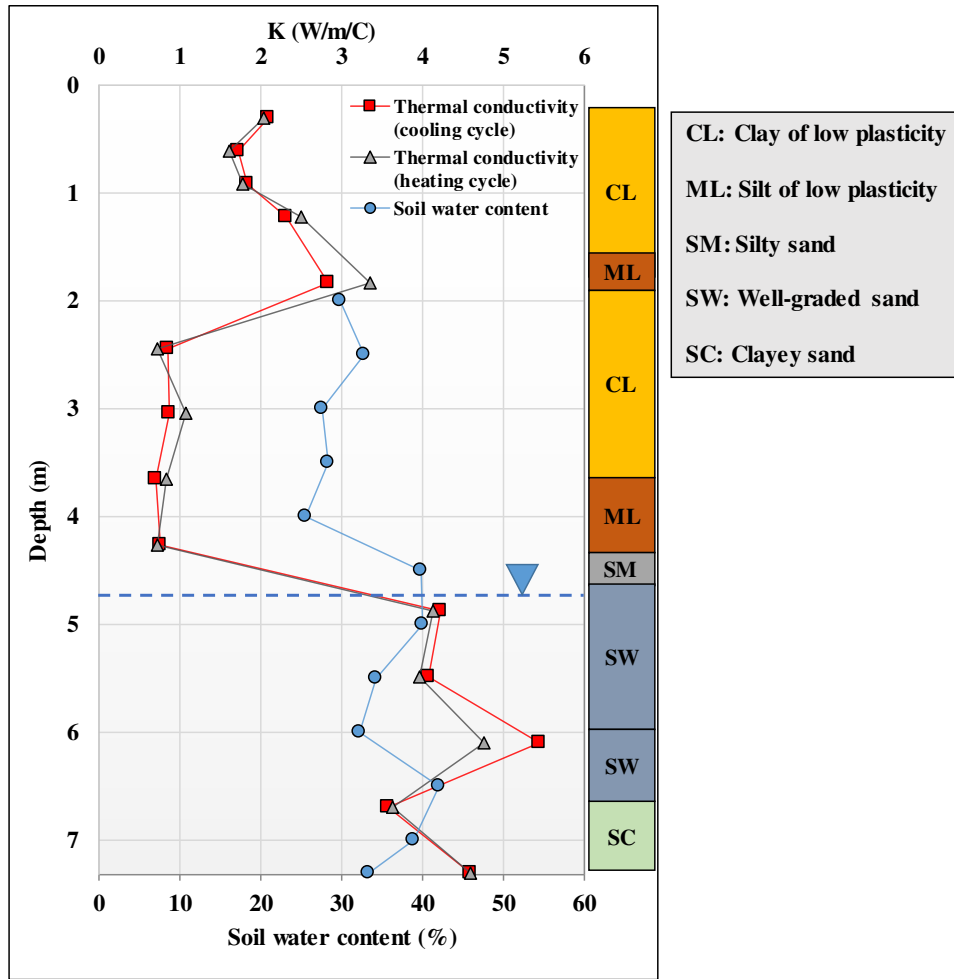 K (W/m/C)
0 1 2 3 4 5 6
0
1
2
3
4
5
6
7
Depth (m)
Thermal conductivity
(cooling cycle)
Thermal conductivity
(heating cycle)
Soil water content
CL
ML
CL
ML
SM
SW
SW
SC
0 10 20 30 40 50 60
Soil water content (%)
CL: Clay of low plasticity
ML: Silt of low plasticity
SM: Silty sand
SW: Well-graded sand
SC: Clayey sand